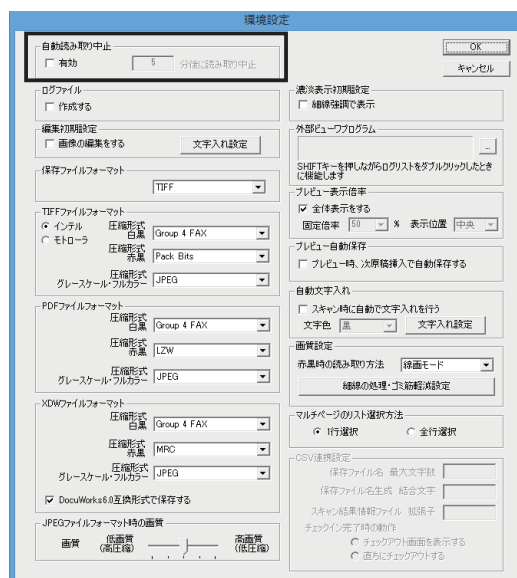 環境設定
自動読み取り中止
有効
5
分後に読み取り中止
OK
キャンセル
ログファイル
作成する
濃淡表示初期設定
細線強調で表示
編集初期設定
画像の編集をする
文字入れ設定
外部ビューワプログラム
...
SHIFTキーを押しながらログリストをダブルクリックしたとき
に機能します
保存ファイルフォーマット
TIFF
プレビュー表示倍率
全体表示をする
固定倍率 50 % 表示位置 中央
TIFFファイルフォーマット
インテル
モトローラ
圧縮形式
白黒
Group 4 FAX
圧縮形式
赤黒
Pack Bits
圧縮形式
グレースケール・フルカラー
JPEG
プレビュー自動保存
プレビュー時、次原稿挿入で自動保存する
自動文字入れ
スキャン時に自動で文字入れを行う
文字色 黒
文字入れ設定
PDFファイルフォーマット
圧縮形式
白黒
Group 4 FAX
圧縮形式
赤黒
LZW
圧縮形式
グレースケール・フルカラー
JPEG
画質設定
赤黒時の読み取り方法
線画モード
細線の処理・ゴミ筋軽減設定
XDWファイルフォーマット
圧縮形式
白黒
Group 4 FAX
圧縮形式
赤黒
MRC
圧縮形式
グレースケール・フルカラー
JPEG
DocuWorks6.0互換形式で保存する
マルチページのリスト選択方法
1行選択
全行選択
CSV連携設定
保存ファイル名 最大文字数
保存ファイル名生成 結合文字
スキャン結果情報ファイル 拡張子
チェックイン完了時の動作
チェックアウト画面を表示する
直ちにチェックアウトする
JPEGファイルフォーマット時の画質
画質
低画質
(高圧縮)
高画質
(低圧縮)